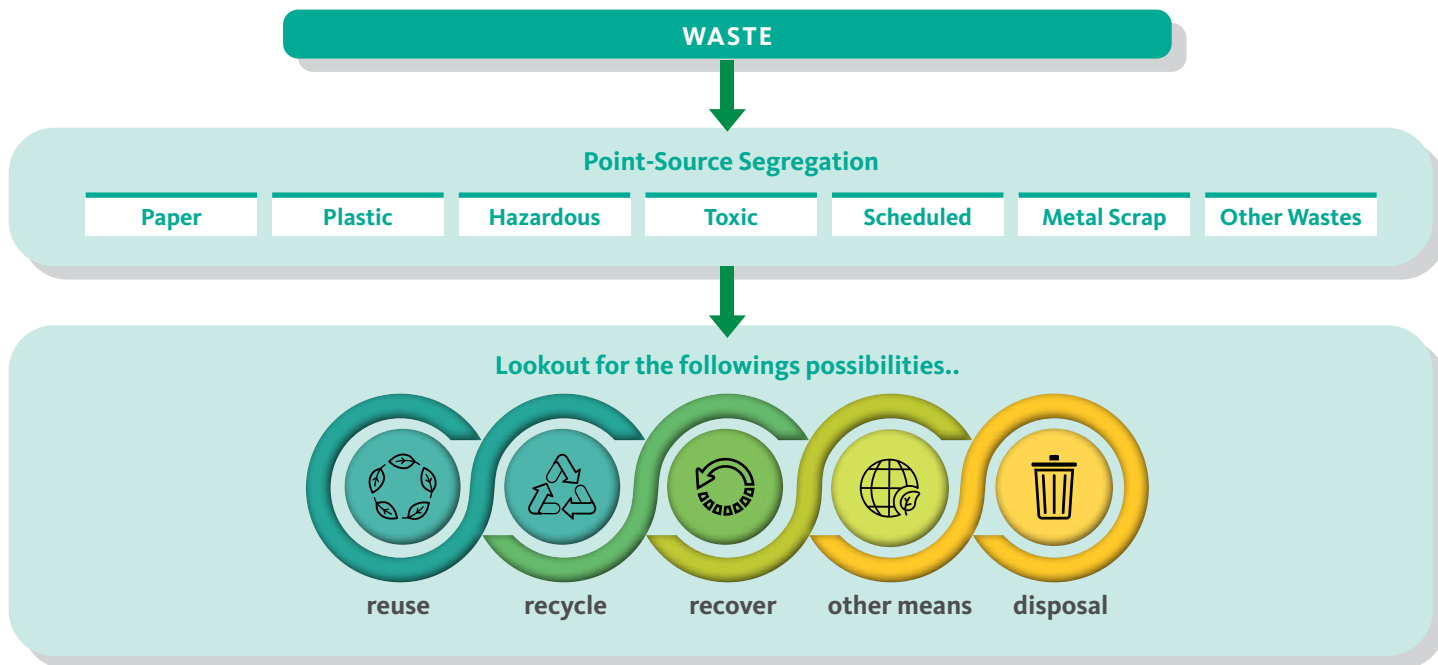 WASTE
Point-Source Segregation
Paper Plastic Hazardous Toxic Scheduled Metal Scrap Other Wastes
Lookout for the followings possibilities..
reuse recycle recover other means disposal